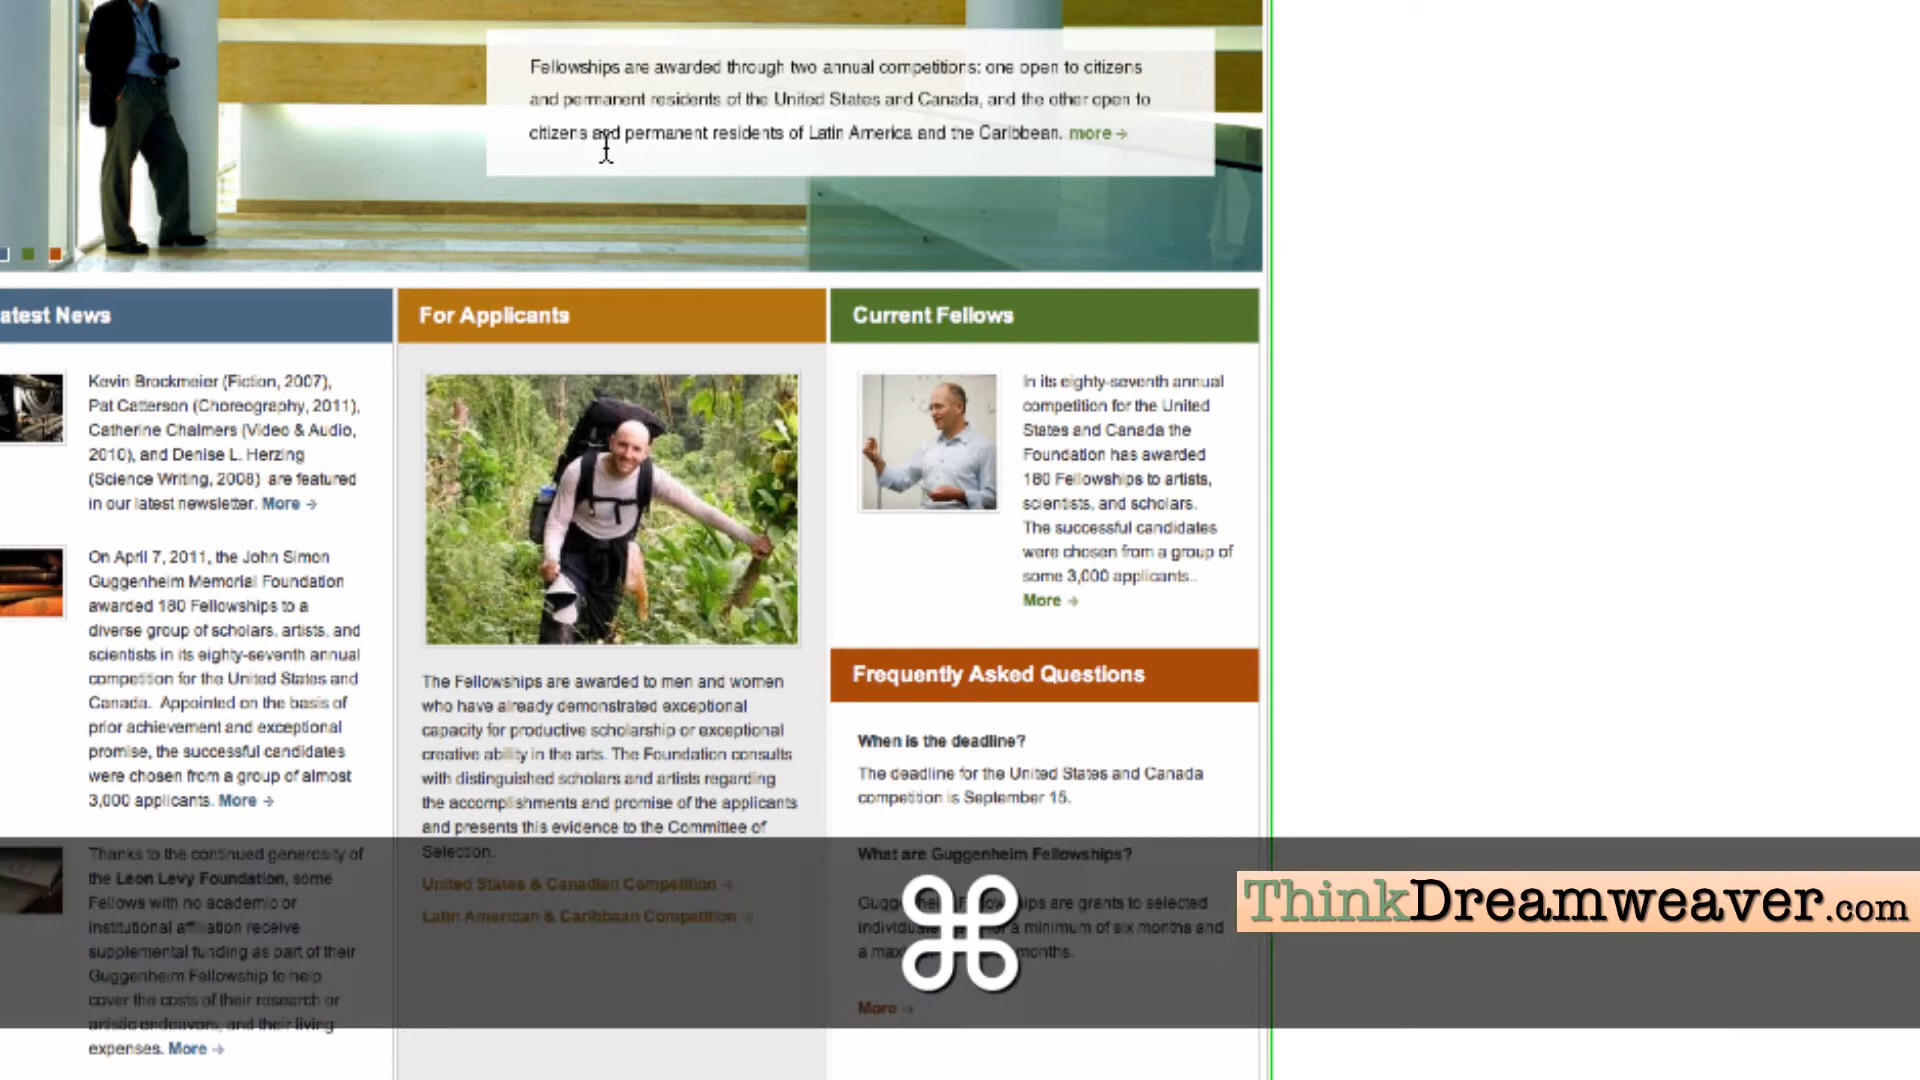 Fellowships are awarded through two annual competitions: one open to citizens
and permanent residents of the United States and Canada, and the other open to
citizens and permanent residents of Latin America and the Caribbean. more →
atest News
Kevin Brockmeier (Fiction, 2007),
Pat Catterson (Choreography, 2011),
Catherine Chalmers (Video & Audio,
2010), and Denise L. Herzing
(Science Writing, 2008) are featured
in our latest newsletter. More →
On April 7, 2011, the John Simon
Guggenheim Memorial Foundation
awarded 180 Fellowships to a
diverse group of scholars, artists, and
scientists in its eighty-seventh annual
competition for the United States and
Canada. Appointed on the basis of
prior achievement and exceptional
promise, the successful candidates
were chosen from a group of almost
3,000 applicants. More →
Thanks to the continued generosity of
the Leon Levy Foundation, some
Fellows with no academic or
institutional affiliation receive
supplemental funding as part of their
Guggenheim Fellowship to help
cover the costs of their research or
artistic endeavors, and their living
expenses. More →
For Applicants
The Fellowships are awarded to men and women
who have already demonstrated exceptional
capacity for productive scholarship or exceptional
creative ability in the arts. The Foundation consults
with distinguished scholars and artists regarding
the accomplishments and promise of the applicants
and presents this evidence to the Committee of
Selection.
United States & Canadian Competition →
Latin American & Caribbean Competition →
Current Fellows
In its eighty-seventh annual
competition for the United
States and Canada the
Foundation has awarded
180 Fellowships to artists,
scientists, and scholars.
The successful candidates
were chosen from a group of
some 3,000 applicants..
More →
Frequently Asked Questions
When is the deadline?
The deadline for the United States and Canada
competition is September 15.
What are Guggenheim Fellowships?
are grants to selected
a minimum of six months and
months.
More →
⌘
ThinkDreamweaver.com